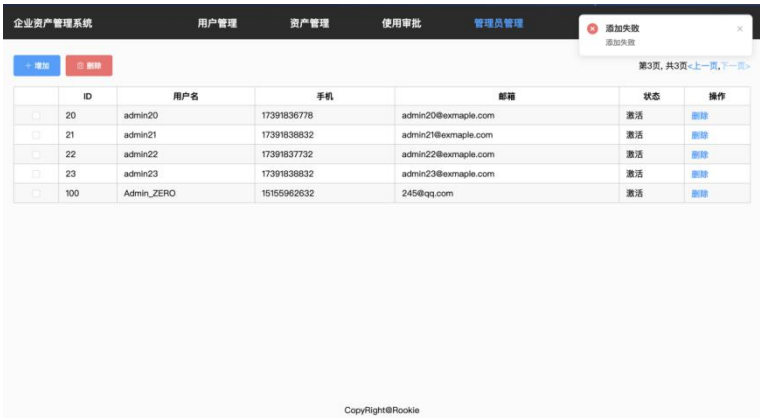 企业资产管理系统 用户管理 资产管理 使用审批 管理员管理
添加失败
添加失败
+ 增加 删除 第3页, 共3页<上一页,下一页>
ID 用户名 手机 邮箱 状态 操作
20 admin20 17391836778 admin20@exmaple.com 激活 删除
21 admin21 17391838832 admin21@exmaple.com 激活 删除
22 admin22 17391837732 admin22@exmaple.com 激活 删除
23 admin23 17391838832 admin23@exmaple.com 激活 删除
100 Admin_ZERO 15155962632 245@qq.com 激活 删除
CopyRight@Rookie